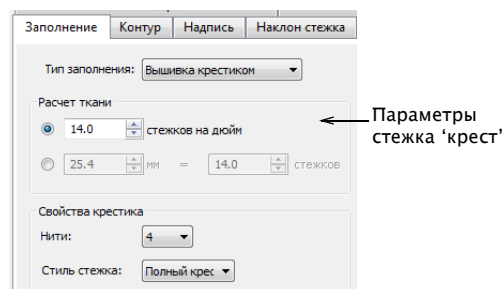 Заполнение Контур Надпись Наклон стежка
Тип заполнения: Вышивка крестиком
Расчет ткани
14.0 стежков на дюйм
25.4 мм = 14.0 стежков
Параметры
стежка ‘крест’
Свойства крестика
Нити: 4
Стиль стежка: Полный крес